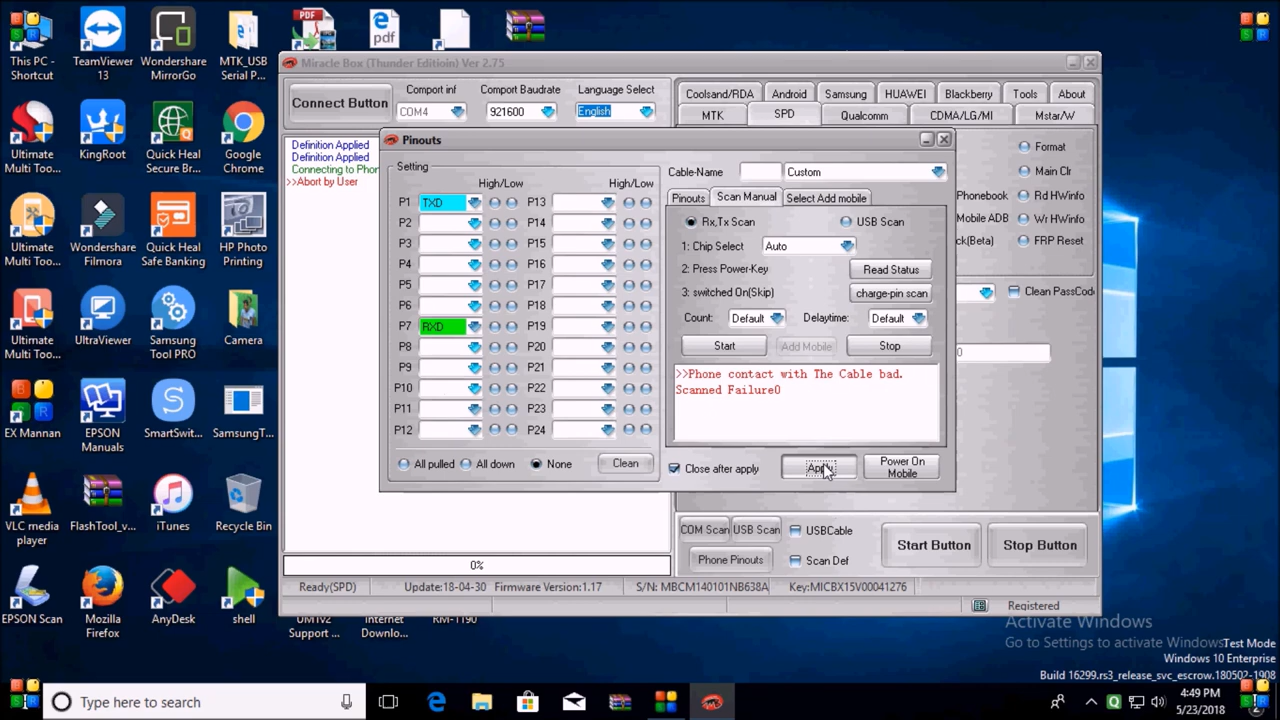 This PC - Shortcut
TeamViewer 13
Wondershare MirrorGo
MTK_USB Serial P...
PDF
pdf
Ultimate Multi Too...
KingRoot
Quick Heal Secure Br...
Google Chrome
Ultimate Multi Too...
Wondershare Filmora
Quick Heal Safe Banking
HP Photo Printing
Ultimate Multi Too...
UltraViewer
Samsung Tool PRO
Camera
EX Mannan
EPSON Manuals
SmartSwit...
SamsungT...
VLC media player
FlashTool_v...
iTunes
Recycle Bin
EPSON Scan
Mozilla Firefox
AnyDesk
shell
UMTv2 Support ...
Internet Downlo...
RM-1190
Miracle Box (Thunder Editioin) Ver 2.75
Connect Button
Comport inf
COM4
Comport Baudrate
921600
Language Select
English
Coolsand/RDA Android Samsung HUAWEI Blackberry Tools About
MTK SPD Qualcomm CDMA/LG/MI Mstar/W
Definition Applied
Definition Applied
Connecting to Phon
>>Abort by User
Format
Main Clr
Phonebook Rd HWinfo
Mobile ADB Wr HWinfo
ck(Beta) FRP Reset
Clean PassCod
0
Pinouts
Setting
High/Low High/Low
P1 TXD P13
P2 P14
P3 P15
P4 P16
P5 P17
P6 P18
P7 RXD P19
P8 P20
P9 P21
P10 P22
P11 P23
P12 P24
All pulled All down None Clean
Cable-Name Custom
Pinouts Scan Manual Select Add mobile
Rx,Tx Scan USB Scan
1: Chip Select Auto
2: Press Power-Key Read Status
3: switched On(Skip) charge-pin scan
Count: Default Delaytime: Default
Start Add Mobile Stop
>>Phone contact with The Cable bad.
Scanned Failure0
Close after apply Apply Power On Mobile
COM Scan USB Scan USBCable
Phone Pinouts Scan Def
Start Button Stop Button
0%
Ready(SPD) Update:18-04-30 Firmware Version:1.17 S/N: MBCM140101NB638A Key:MICBX15V00041276
Registered
Activate Windows
Go to Settings to activate Windows
Test Mode
Windows 10 Enterprise
Build 16299.rs3_release_svc_escrow.180502-1908
Type here to search
4:49 PM
5/23/2018